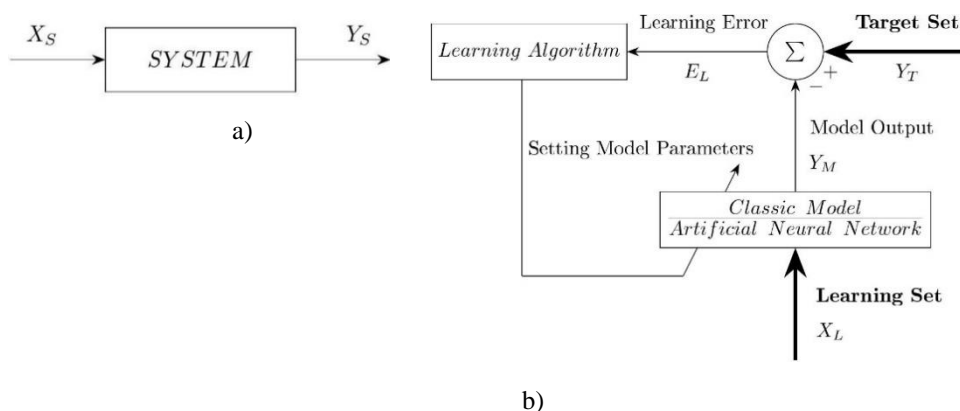 X_S
SYSTEM
Y_S
a)
Learning Algorithm
Learning Error
E_L
Σ
Target Set
Y_T
− +
Model Output
Y_M
Setting Model Parameters
Classic Model
Artificial Neural Network
Learning Set
X_L
b)